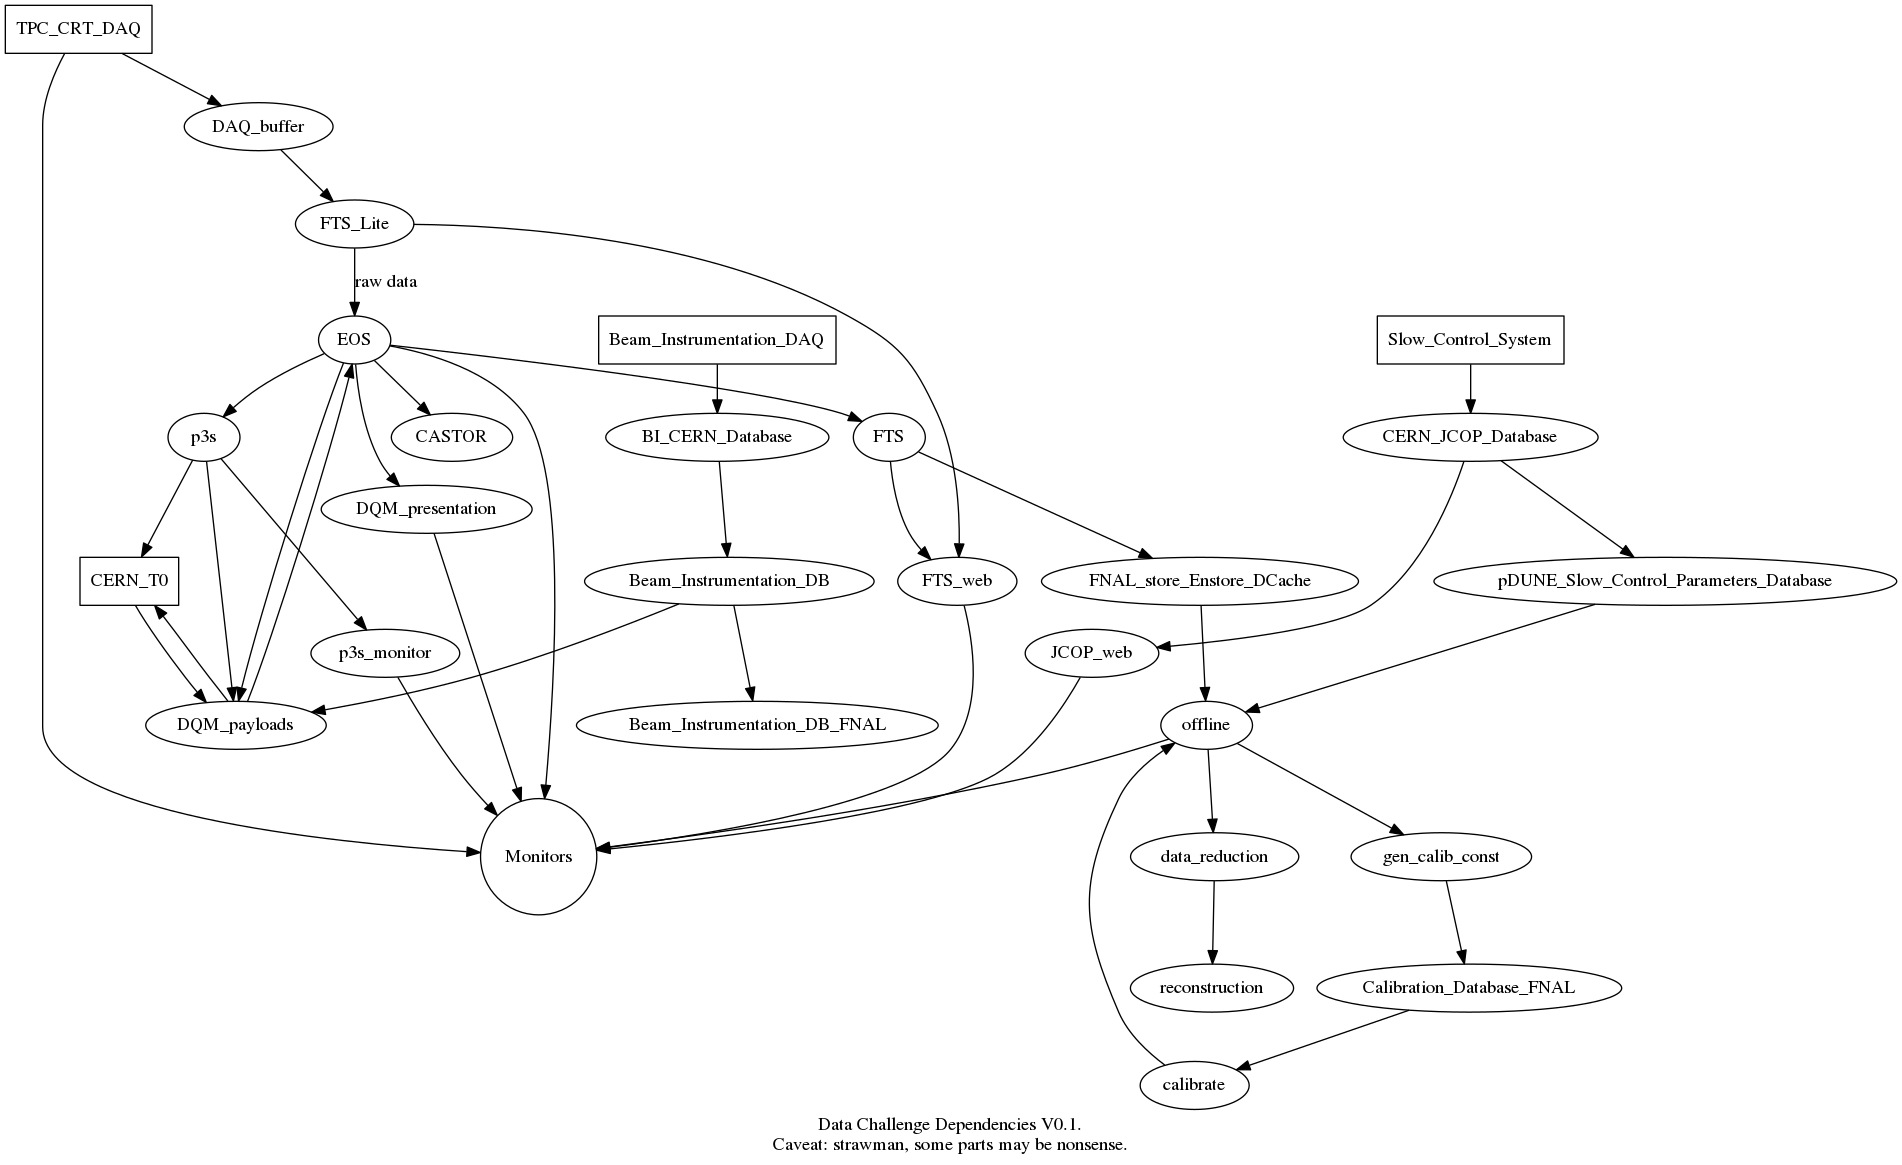 TPC_CRT_DAQ
DAQ_buffer
FTS_Lite
raw data
EOS
Beam_Instrumentation_DAQ
Slow_Control_System
p3s
CASTOR
BI_CERN_Database
FTS
CERN_JCOP_Database
DQM_presentation
CERN_T0
Beam_Instrumentation_DB
FTS_web
FNAL_store_Enstore_DCache
pDUNE_Slow_Control_Parameters_Database
p3s_monitor
JCOP_web
DQM_payloads
Beam_Instrumentation_DB_FNAL
offline
Monitors
data_reduction
gen_calib_const
reconstruction
Calibration_Database_FNAL
calibrate
Data Challenge Dependencies V0.1.
Caveat: strawman, some parts may be nonsense.